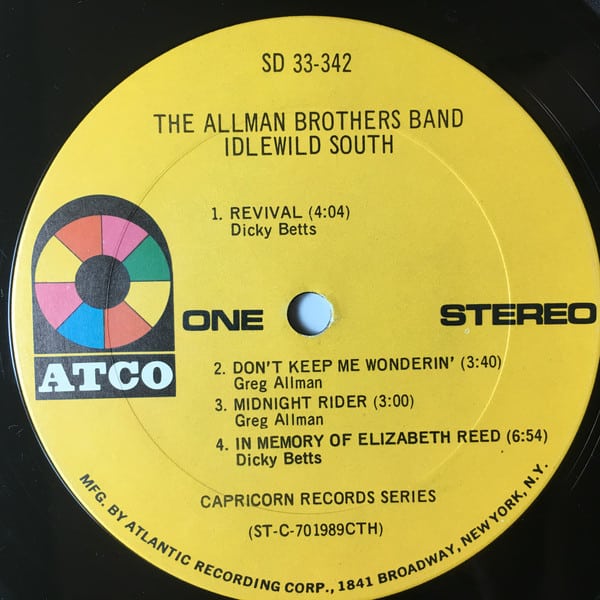 SD 33-342
THE ALLMAN BROTHERS BAND
IDLEWILD SOUTH
1. REVIVAL (4:04)
Dicky Betts
ATCO
ONE
STEREO
2. DON'T KEEP ME WONDERIN' (3:40)
Greg Allman
3. MIDNIGHT RIDER (3:00)
Greg Allman
4. IN MEMORY OF ELIZABETH REED (6:54)
Dicky Betts
CAPRICORN RECORDS SERIES
(ST-C-701989CTH)
MFG. BY ATLANTIC RECORDING CORP., 1841 BROADWAY, NEW YORK, N.Y.